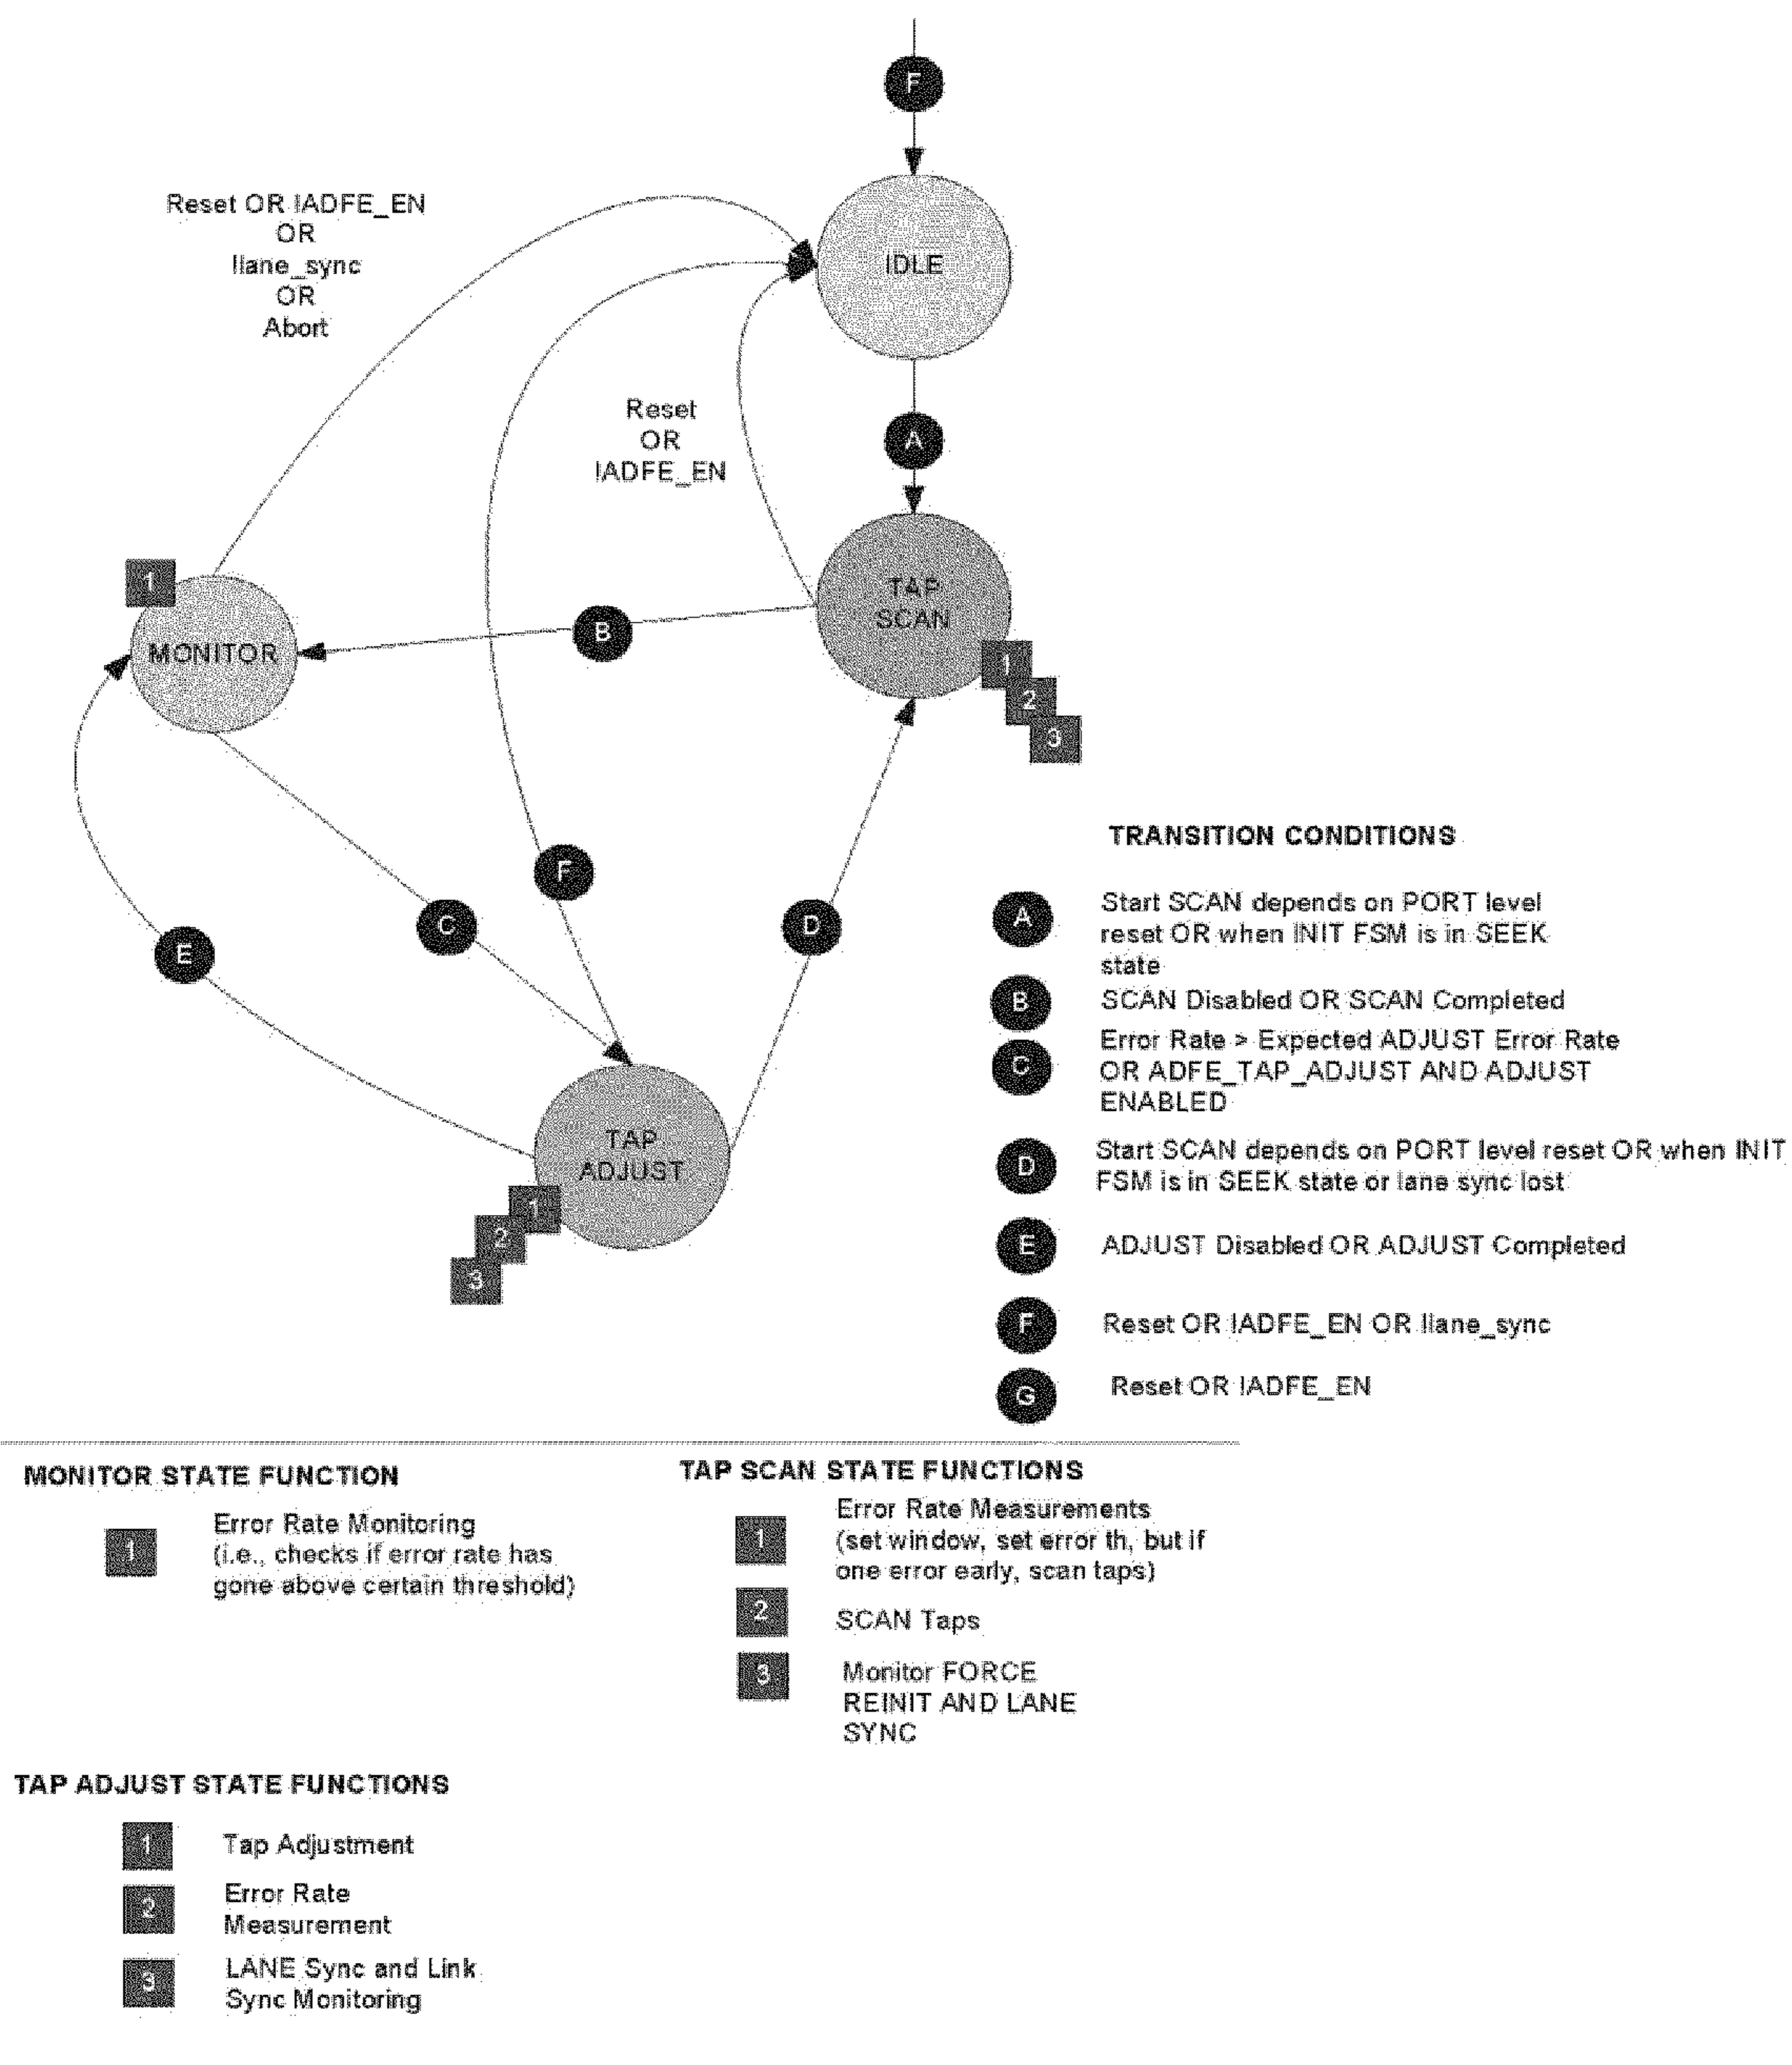 F
IDLE
Reset OR IADFE_EN
OR
llane_sync
OR
Abort
Reset
OR
IADFE_EN
A
TAP
SCAN
1
2
3
1
MONITOR
B
F
C
D
E
TAP
ADJUST
1
2
3
TRANSITION CONDITIONS
A
Start SCAN depends on PORT level
reset OR when INIT FSM is in SEEK
state
B
SCAN Disabled OR SCAN Completed
C
Error Rate > Expected ADJUST Error Rate
OR ADFE_TAP_ADJUST AND ADJUST
ENABLED
D
Start SCAN depends on PORT level reset OR when INIT
FSM is in SEEK state or lane sync lost
E
ADJUST Disabled OR ADJUST Completed
F
Reset OR IADFE_EN OR llane_sync
G
Reset OR IADFE_EN
MONITOR STATE FUNCTION
1
Error Rate Monitoring
(i.e., checks if error rate has
gone above certain threshold)
TAP SCAN STATE FUNCTIONS
1
Error Rate Measurements
(set window, set error th, but if
one error early, scan taps)
2
SCAN Taps
3
Monitor FORCE
REINIT AND LANE
SYNC
TAP ADJUST STATE FUNCTIONS
1
Tap Adjustment
2
Error Rate
Measurement
3
LANE Sync and Link
Sync Monitoring